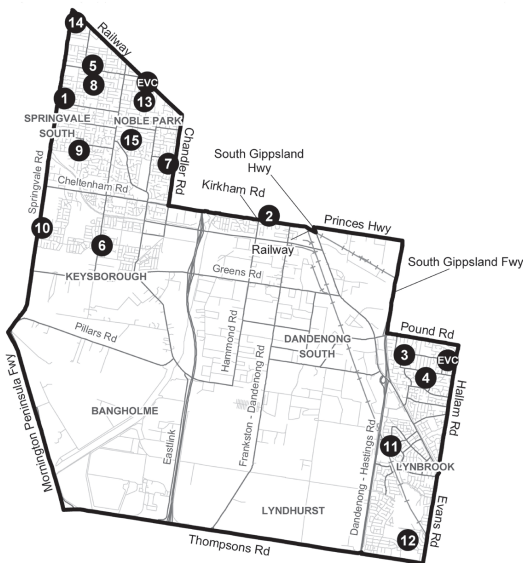 14
Railway
5
EVC
8
1
13
SPRINGVALE
SOUTH
NOBLE PARK
15
9
7
Chandler Rd
South Gippsland
Hwy
Springvale Rd
Cheltenham Rd
Kirkham Rd
2
Princes Hwy
10
6
Railway
KEYSBOROUGH
Greens Rd
South Gippsland Fwy
Pillars Rd
Hammond Rd
Frankston - Dandenong Rd
DANDENONG
SOUTH
Pound Rd
3
EVC
4
Hallam Rd
Mornington Peninsula Fwy
BANGHOLME
Eastlink
Dandenong - Hastings Rd
11
LYNBROOK
LYNDHURST
Evans Rd
12
Thompsons Rd